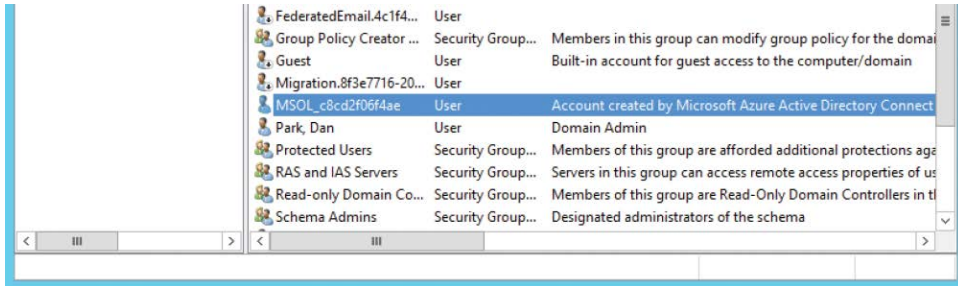 FederatedEmail.4c1f4... User
Group Policy Creator ... Security Group... Members in this group can modify group policy for the domai
Guest User Built-in account for guest access to the computer/domain
Migration.8f3e7716-20... User
MSOL_c8cd2f06f4ae User Account created by Microsoft Azure Active Directory Connect
Park, Dan User Domain Admin
Protected Users Security Group... Members of this group are afforded additional protections aga
RAS and IAS Servers Security Group... Servers in this group can access remote access properties of us
Read-only Domain Co... Security Group... Members of this group are Read-Only Domain Controllers in tl
Schema Admins Security Group... Designated administrators of the schema